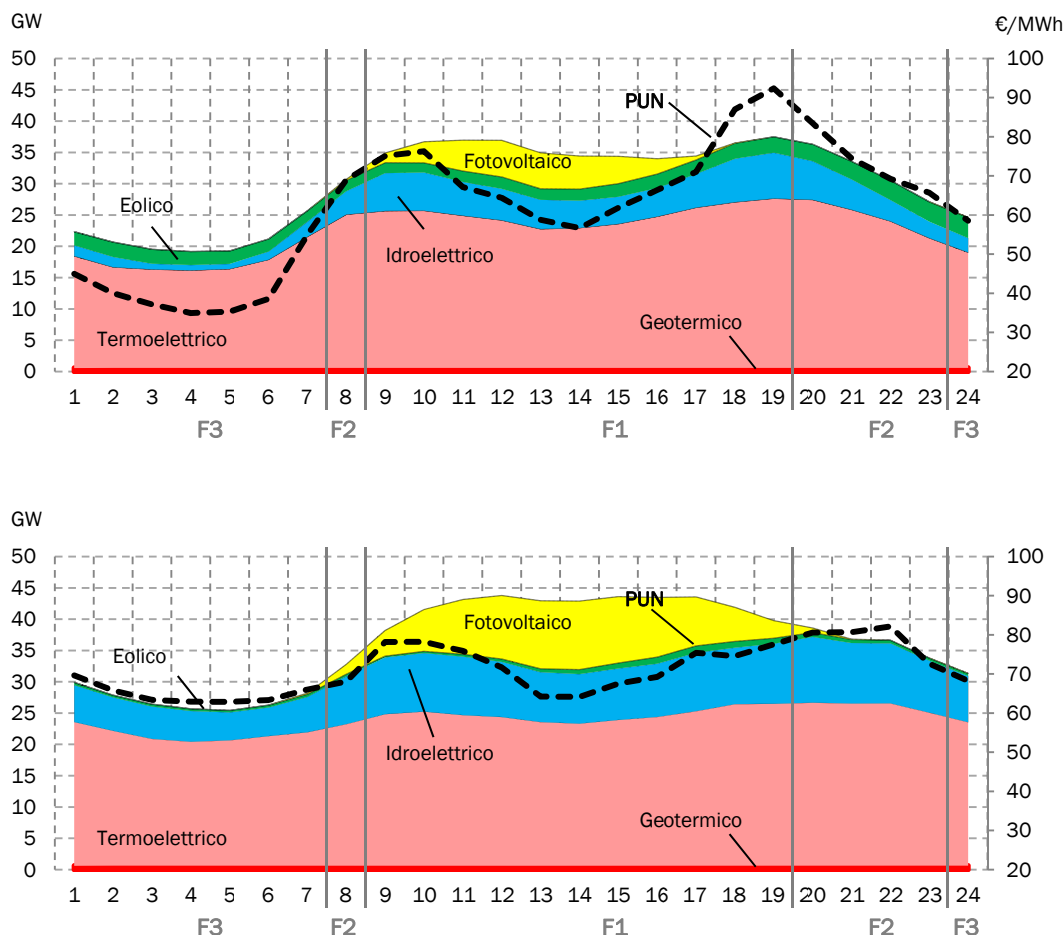 GW €/MWh
50 100
45 90
40 PUN 80
35 Fotovoltaico 70
30 Eolico 60
25 Idroelettrico 50
20 40
15 Geotermico 30
10 Termoelettrico 20
5
0
1 2 3 4 5 6 7 8 9 10 11 12 13 14 15 16 17 18 19 20 21 22 23 24
F3 F2 F1 F2 F3
GW
50 100
45 90
40 PUN 80
35 Fotovoltaico 70
30 Eolico 60
25 Idroelettrico 50
20 40
15 Geotermico 30
10 Termoelettrico 20
5
0
1 2 3 4 5 6 7 8 9 10 11 12 13 14 15 16 17 18 19 20 21 22 23 24
F3 F2 F1 F2 F3